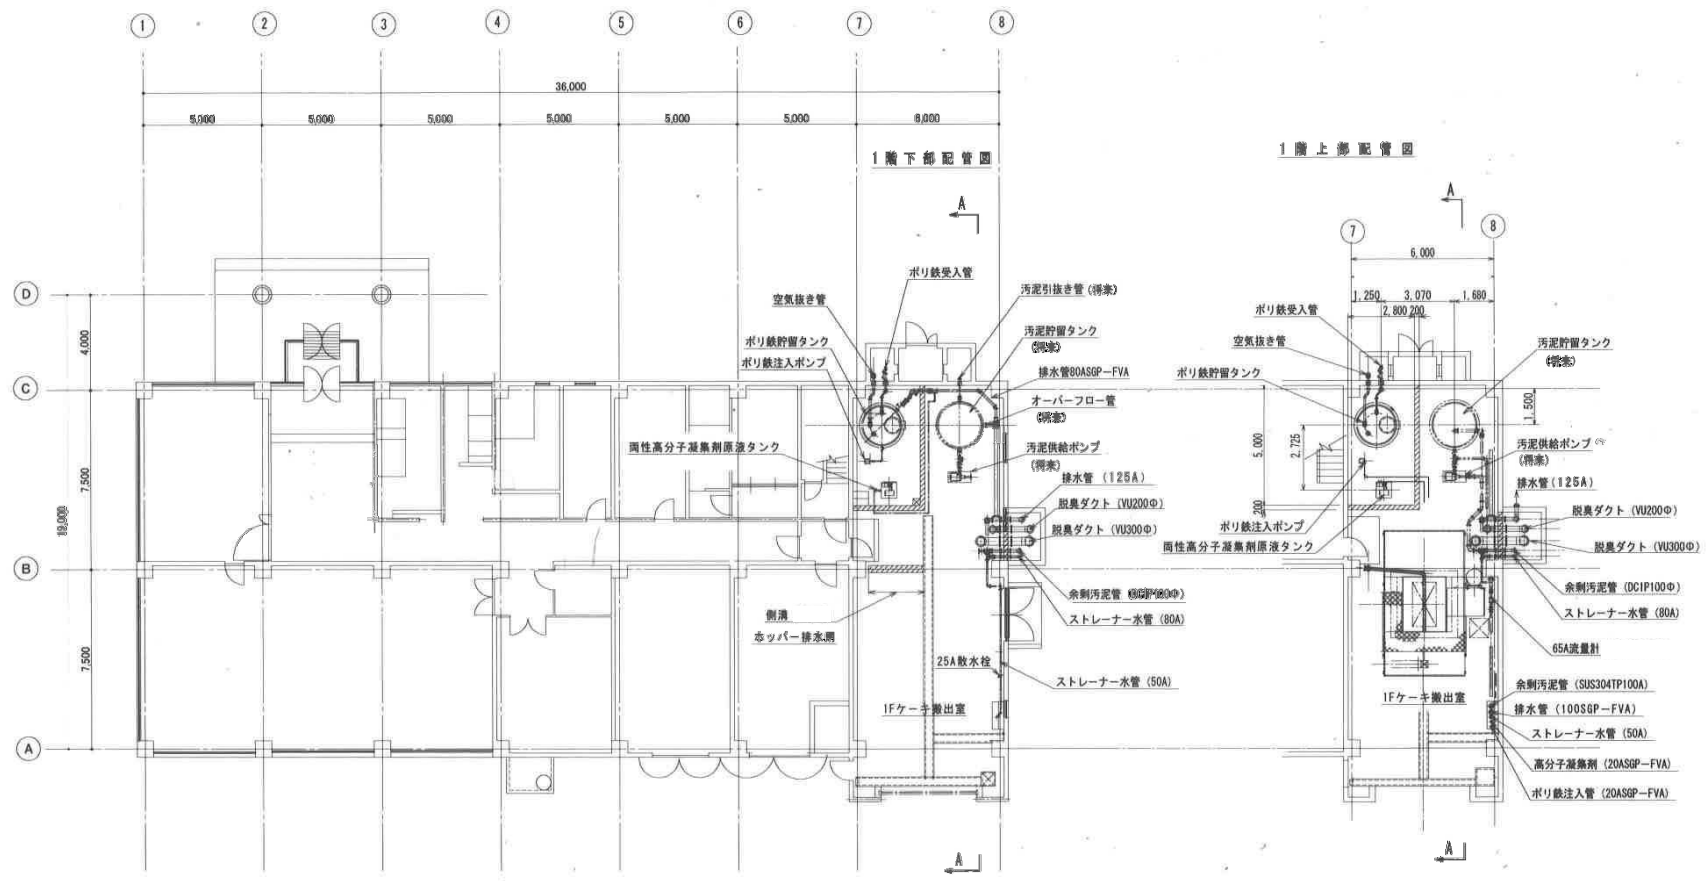 1
2
3
4
5
6
7
8
36,000
5,000
5,000
5,000
5,000
5,000
5,000
6,000
1階下部配管図
A
D
C
B
A
4,000
7,500
7,500
19,000
ポリ鉄受入管
空気抜き管
ポリ鉄貯留タンク
ポリ鉄注入ポンプ
両性高分子凝集剤原液タンク
汚泥引抜き管(将来)
汚泥貯留タンク
(将来)
排水管80ASGP-FVA
オーバーフロー管
(将来)
汚泥供給ポンプ
(将来)
排水管(125A)
脱臭ダクト(VU200Φ)
脱臭ダクト(VU300Φ)
余剰汚泥管(DCIP100Φ)
ストレーナー水管(80A)
側溝
ホッパー排水用
25A散水栓
ストレーナー水管(50A)
1Fケーキ搬出室
A
1階上部配管図
A
7
8
6,000
1,250
3,070
1,680
2,800
200
ポリ鉄受入管
空気抜き管
ポリ鉄貯留タンク
汚泥貯留タンク
(将来)
1,500
5,000
2,725
200
汚泥供給ポンプ
(将来)
排水管(125A)
ポリ鉄注入ポンプ
両性高分子凝集剤原液タンク
脱臭ダクト(VU200Φ)
脱臭ダクト(VU300Φ)
余剰汚泥管(DCIP100Φ)
ストレーナー水管(80A)
65A流量計
1Fケーキ搬出室
余剰汚泥管(SUS304TP100A)
排水管(100SGP-FVA)
ストレーナー水管(50A)
高分子凝集剤(20ASGP-FVA)
ポリ鉄注入管(20ASGP-FVA)
A